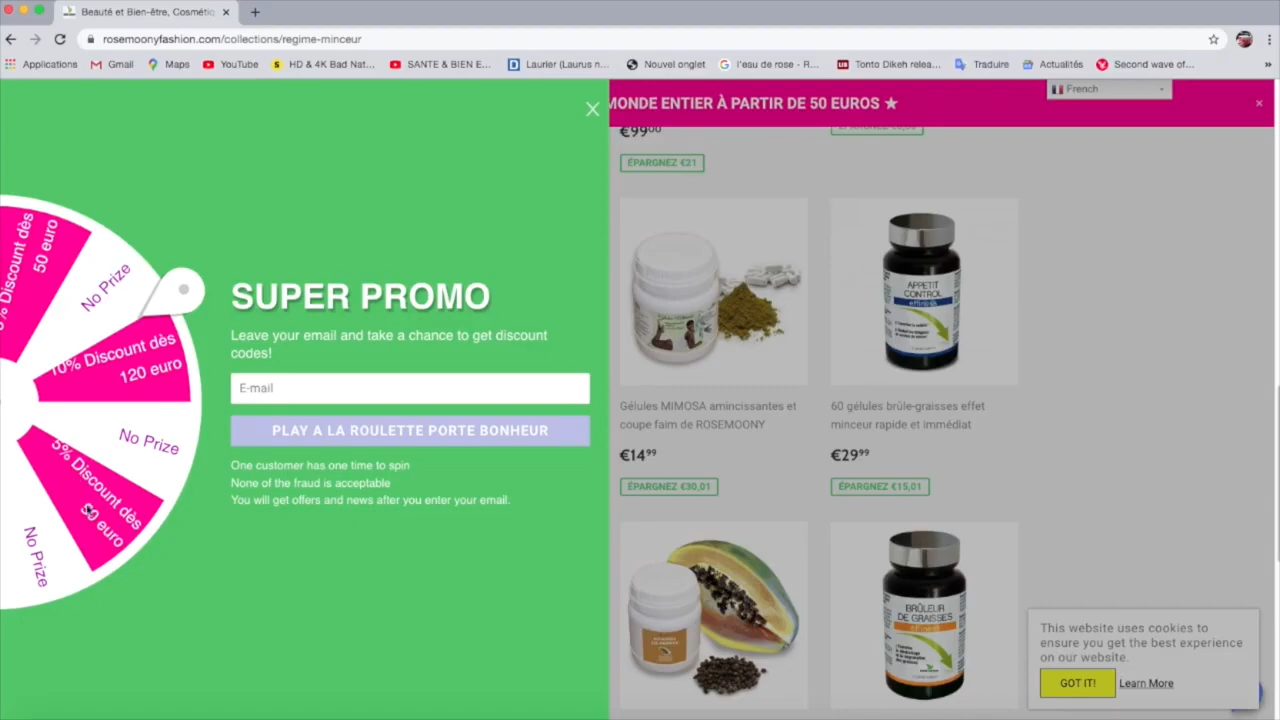 Beauté et Bien-être, Cosmétic
rosemoonyfashion.com/collections/regime-minceur
Applications
Gmail
Maps
YouTube
HD & 4K Bad Nat...
SANTE & BIEN E...
Laurier (Laurus n...
Nouvel onglet
l'eau de rose - R...
Tonto Dikeh relea...
Traduire
Actualités
Second wave of...
MONDE ENTIER À PARTIR DE 50 EUROS ★
French
€99⁰⁰
ÉPARGNEZ €21
% Discount dès
50 euro
No Prize
10% Discount dès
120 euro
No Prize
5% Discount dès
50 euro
No Prize
SUPER PROMO
Leave your email and take a chance to get discount
codes!
E-mail
PLAY A LA ROULETTE PORTE BONHEUR
One customer has one time to spin
None of the fraud is acceptable
You will get offers and news after you enter your email.
APPETIT
CONTROL
effinov
Gélules MIMOSA amincissantes et
coupe faim de ROSEMOONY
€14⁹⁹
ÉPARGNEZ €30,01
60 gélules brûle-graisses effet
minceur rapide et immédiat
€29⁹⁹
ÉPARGNEZ €15,01
BRÛLEUR
DE GRAISSES
effinov
This website uses cookies to
ensure you get the best experience
on our website.
GOT IT!
Learn More